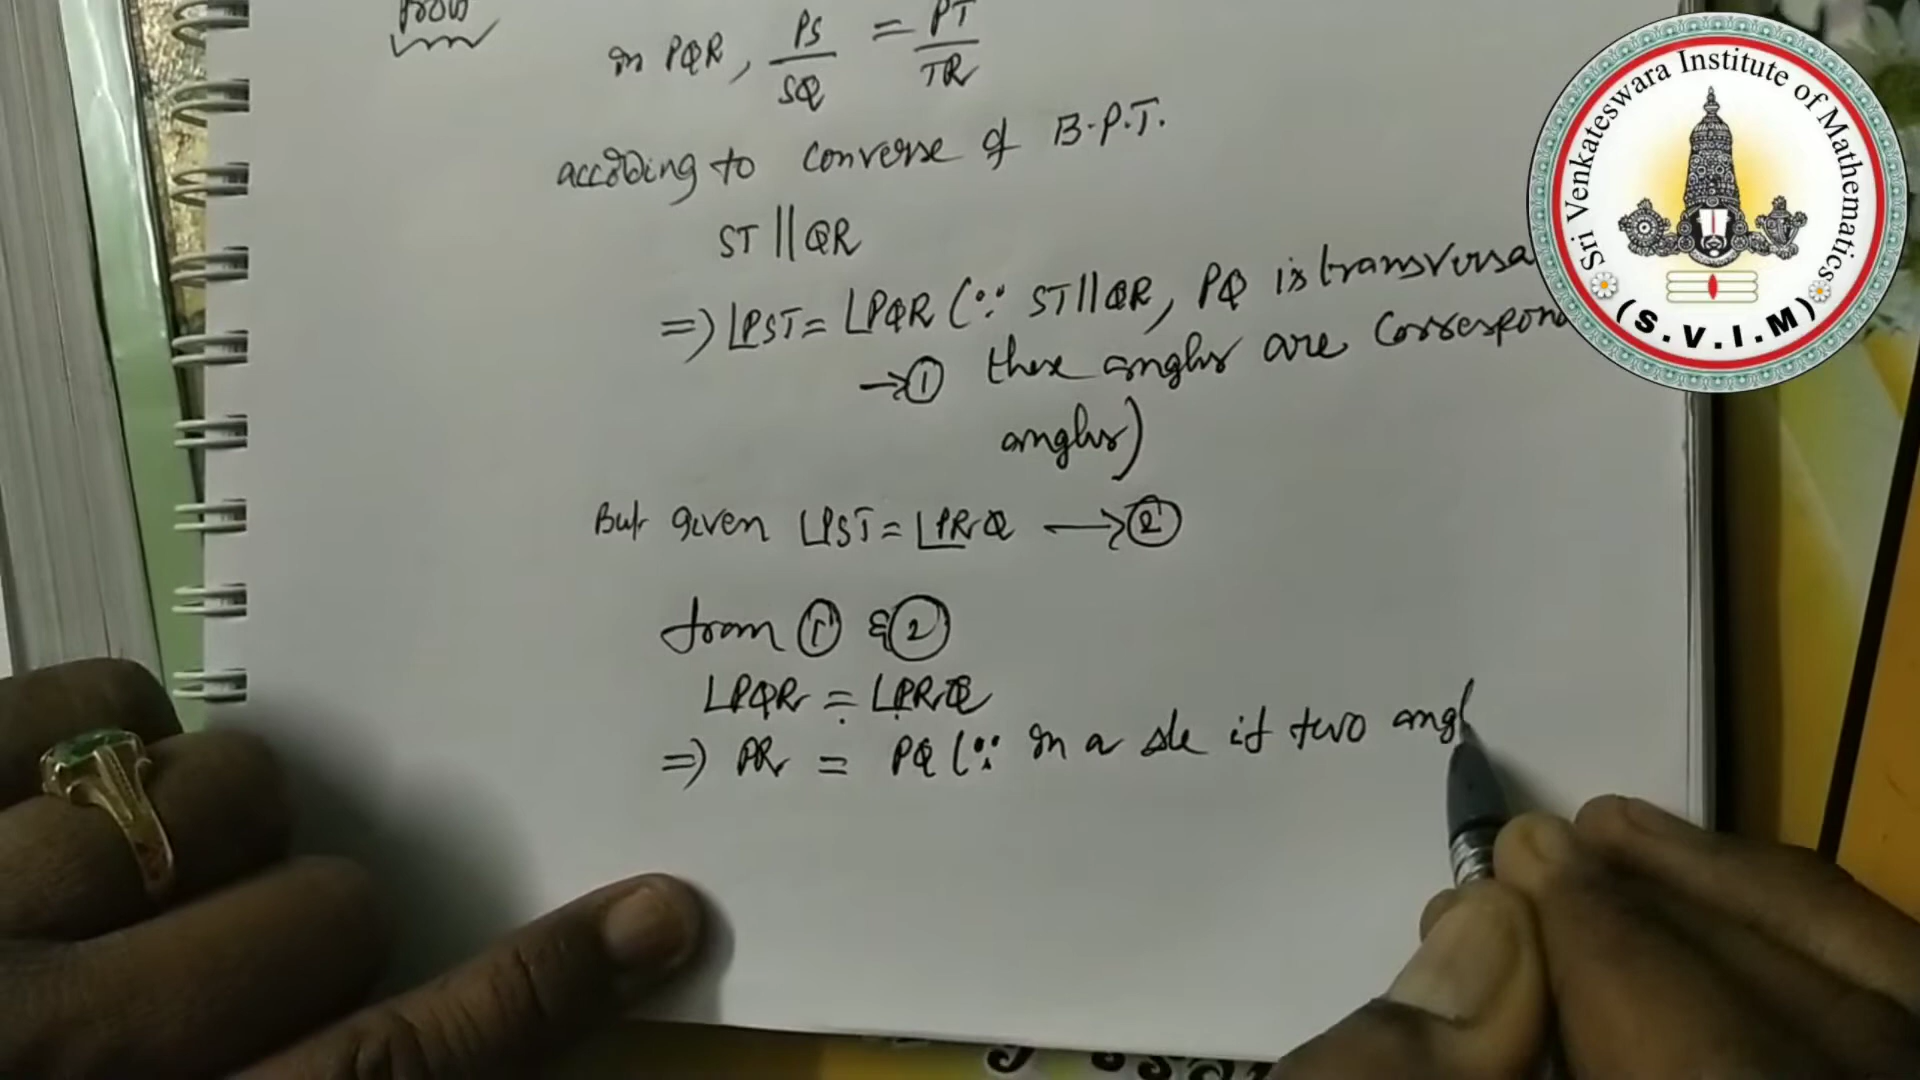 Proof
In PQR, PS/SQ = PT/TR
according to converse of B.P.T.
ST || QR
=> ∠PST = ∠PQR (∵ ST || QR, PQ is transversa
→ ① these angles are correspon
angles)
But given ∠PST = ∠PRQ → ②
from ① & ②
∠PQR = ∠PRQ
=> PR = PQ (∵ in a △le if two angl
Sri Venkateswara Institute of Mathematics
(S.V.I.M)